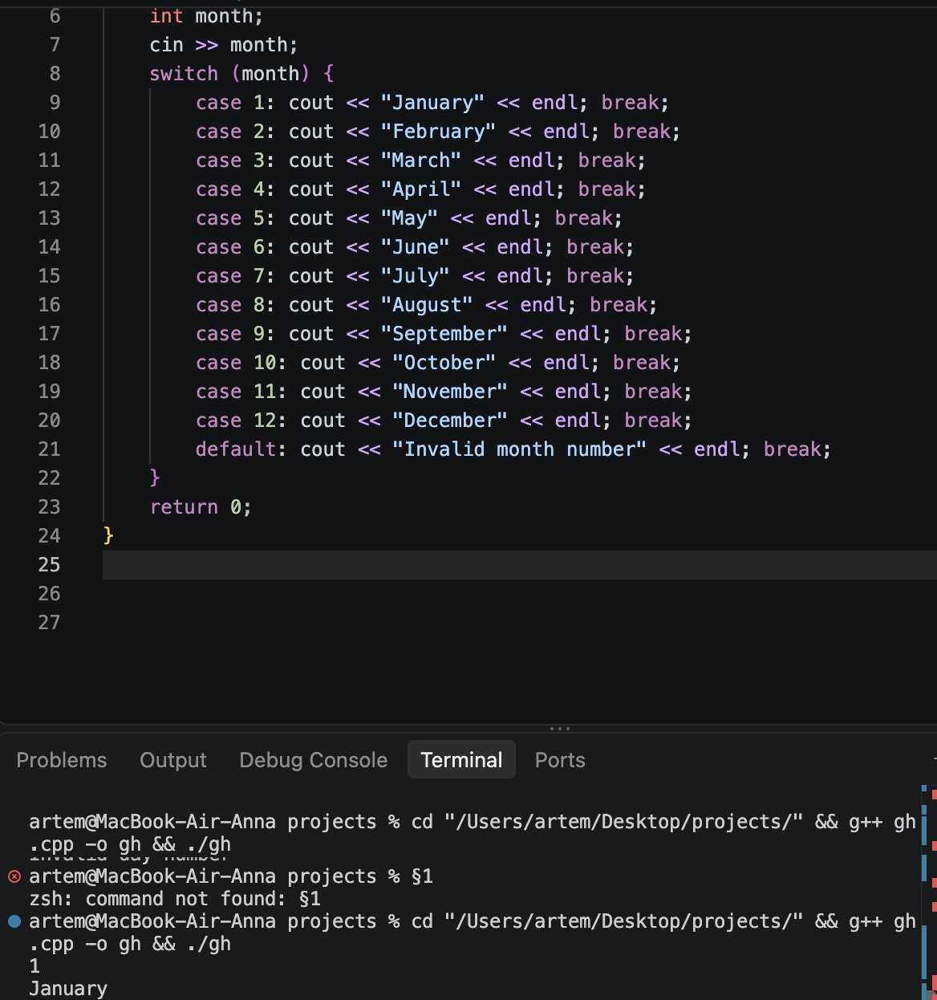 6 int month;
7 cin >> month;
8 switch (month) {
9 case 1: cout << "January" << endl; break;
10 case 2: cout << "February" << endl; break;
11 case 3: cout << "March" << endl; break;
12 case 4: cout << "April" << endl; break;
13 case 5: cout << "May" << endl; break;
14 case 6: cout << "June" << endl; break;
15 case 7: cout << "July" << endl; break;
16 case 8: cout << "August" << endl; break;
17 case 9: cout << "September" << endl; break;
18 case 10: cout << "October" << endl; break;
19 case 11: cout << "November" << endl; break;
20 case 12: cout << "December" << endl; break;
21 default: cout << "Invalid month number" << endl; break;
22 }
23 return 0;
24 }
25
26
27
Problems Output Debug Console Terminal Ports
artem@MacBook-Air-Anna projects % cd "/Users/artem/Desktop/projects/" && g++ gh
.cpp -o gh && ./gh
Invalid day number
artem@MacBook-Air-Anna projects % §1
zsh: command not found: §1
artem@MacBook-Air-Anna projects % cd "/Users/artem/Desktop/projects/" && g++ gh
.cpp -o gh && ./gh
1
January